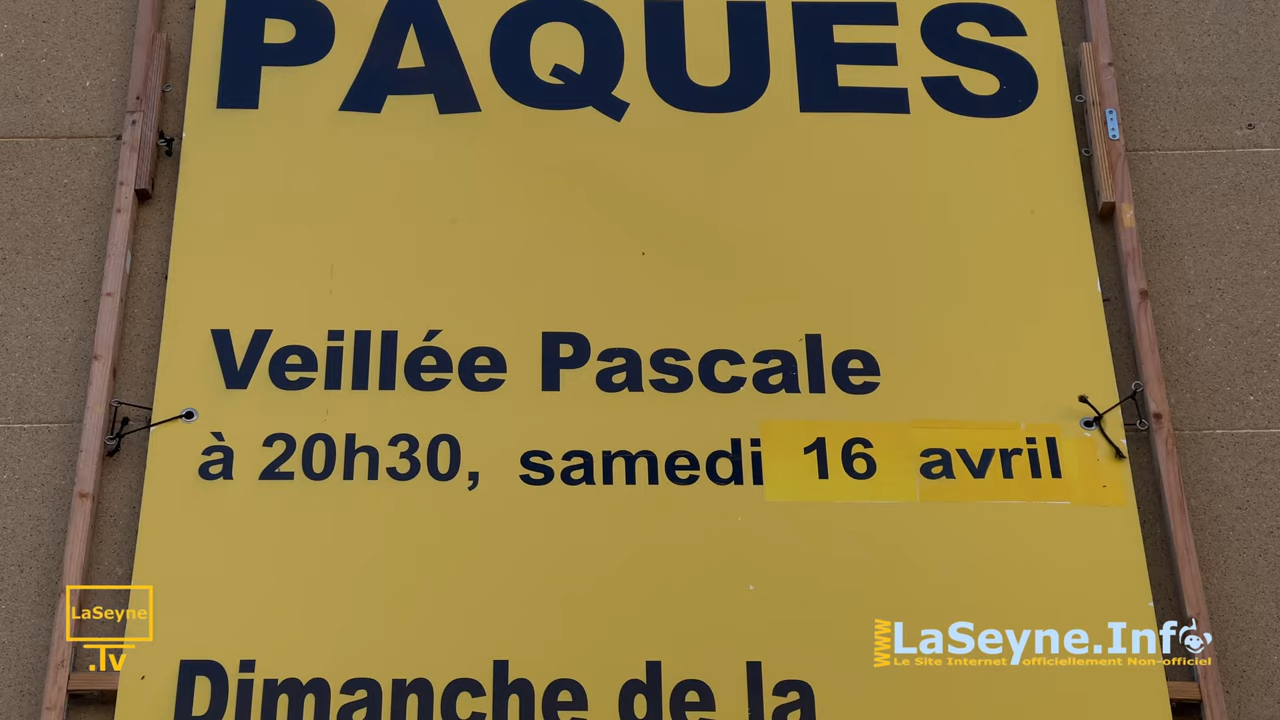 PAQUES
Veillée Pascale
à 20h30, samedi 16 avril
Dimanche de la
LaSeyne
.Tv
WWW LaSeyne.Info
Le Site Internet officiellement Non-officiel